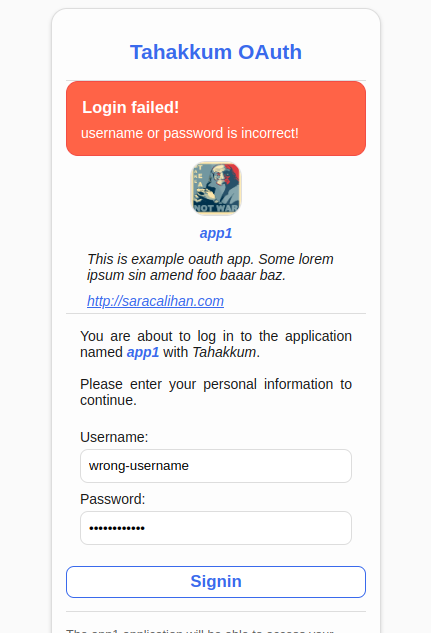 Tahakkum OAuth
Login failed!
username or password is incorrect!
TEA
NOT WAR
app1
This is example oauth app. Some lorem
ipsum sin amend foo baaar baz.
http://saracalihan.com
You are about to log in to the application
named app1 with Tahakkum.
Please enter your personal information to
continue.
Username:
wrong-username
Password:
••••••••••••
Signin
The app1 application will be able to access your